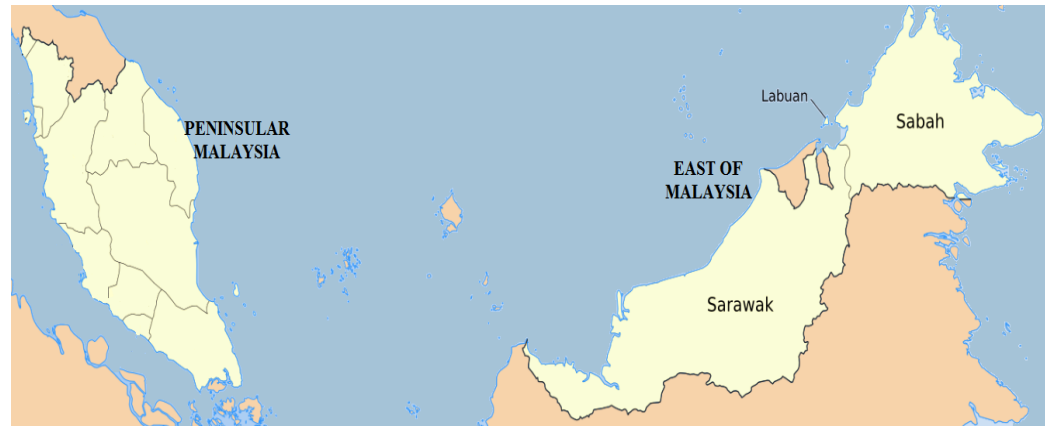 PENINSULAR
MALAYSIA
Labuan
Sabah
EAST OF
MALAYSIA
Sarawak